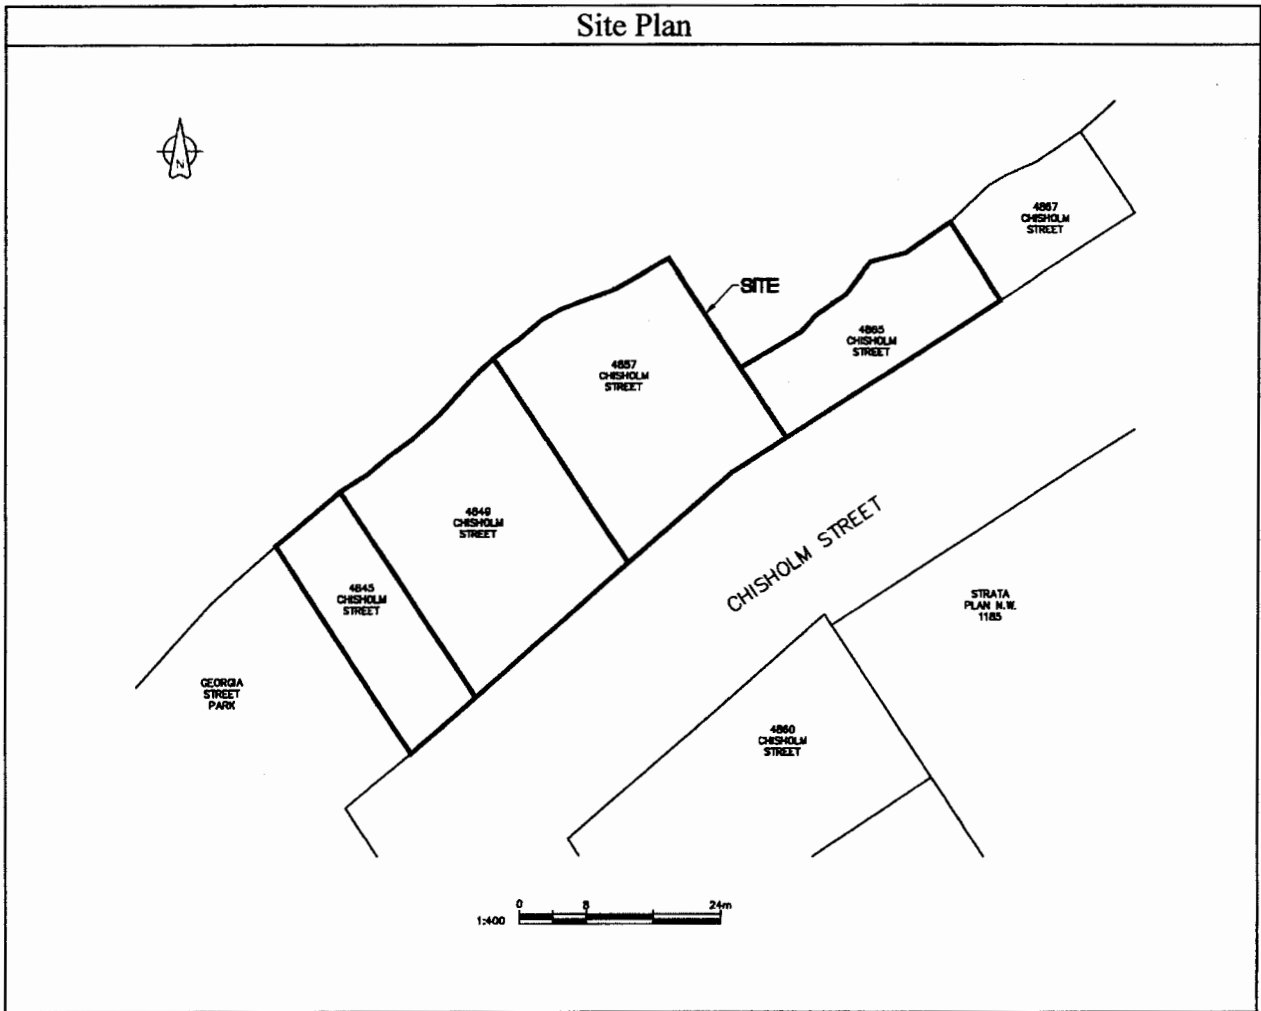 Site Plan
N
4867
CHISHOLM
STREET
SITE
4865
CHISHOLM
STREET
4857
CHISHOLM
STREET
4849
CHISHOLM
STREET
CHISHOLM STREET
4845
CHISHOLM
STREET
STRATA
PLAN N.W.
1185
GEORGIA
STREET
PARK
4860
CHISHOLM
STREET
0 8 24m
1:400